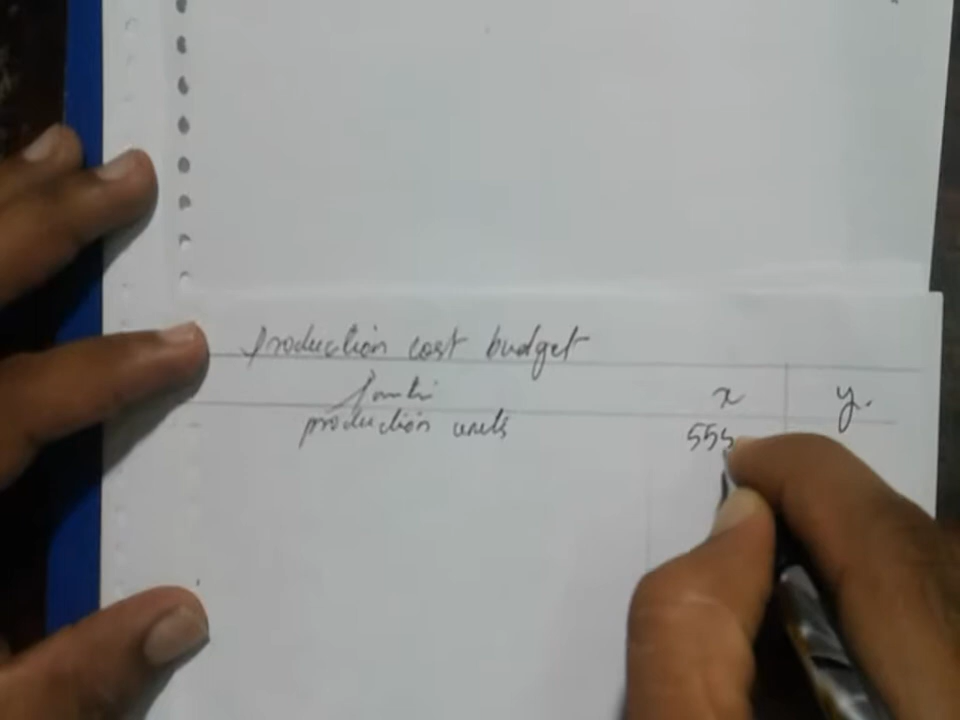 production cost budget
x y.
production units 555